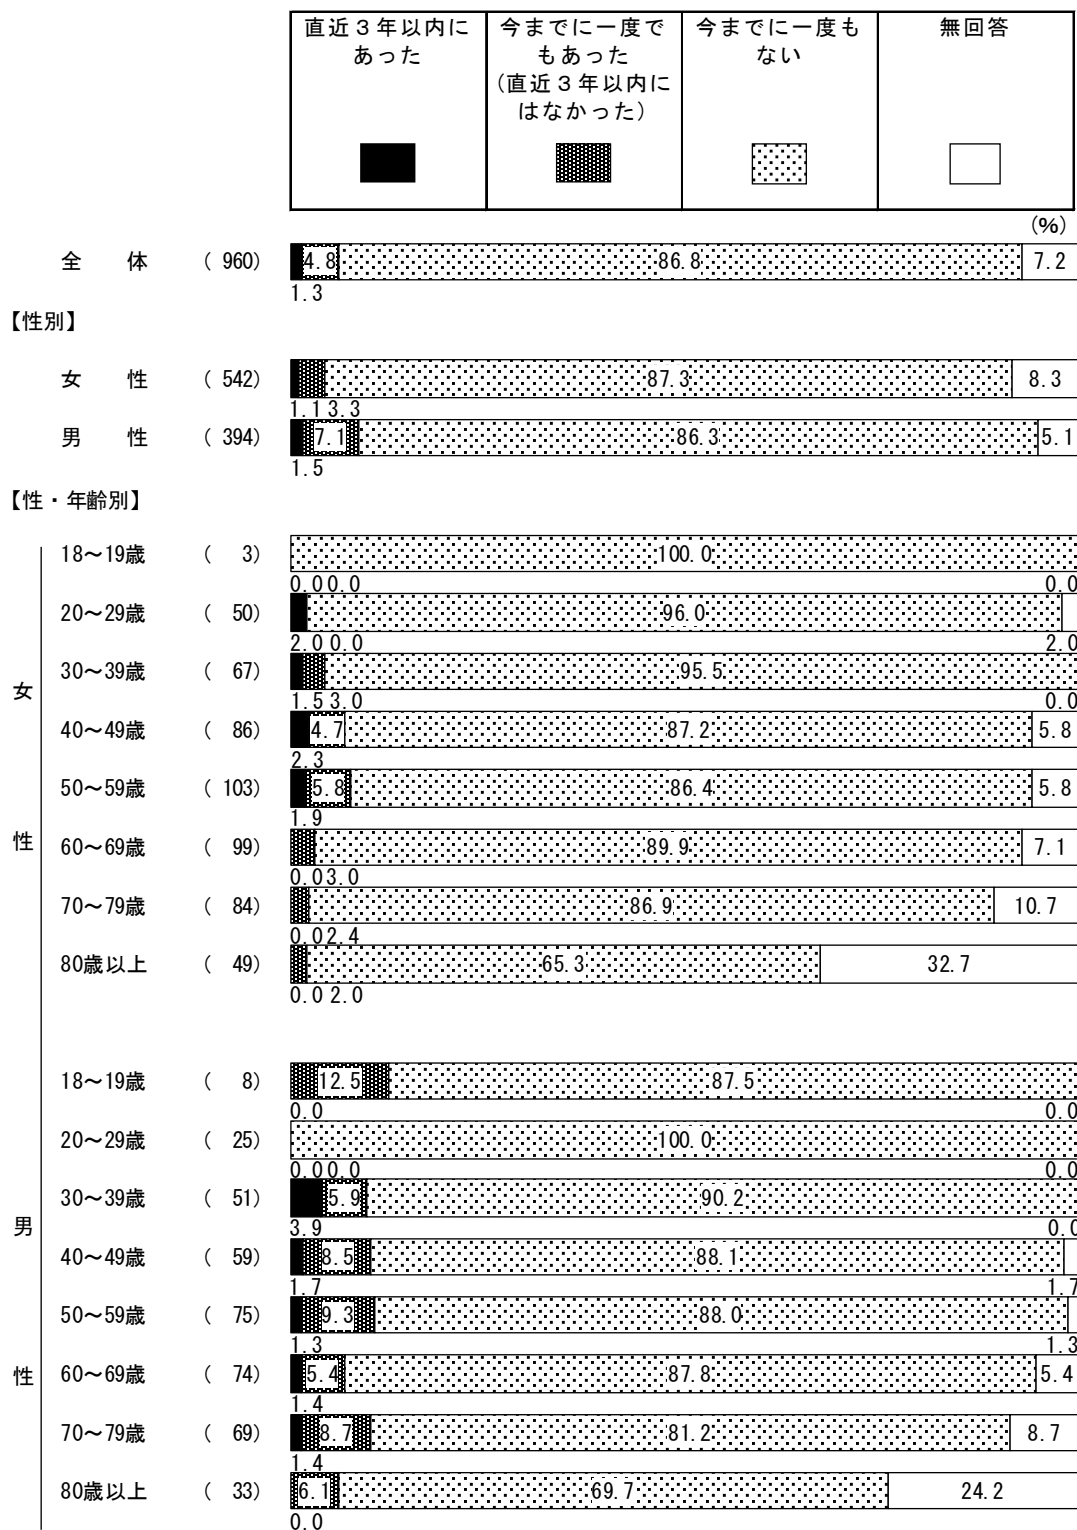 直近３年以内に
あった
今までに一度で
もあった
(直近３年以内に
はなかった)
今までに一度も
ない
無回答
(%)
全　体 ( 960) 4.8 86.8 7.2
1.3
【性別】
女　性 ( 542) 87.3 8.3
1.1 3.3
男　性 ( 394) 7.1 86.3 5.1
1.5
【性・年齢別】
女性
18～19歳 ( 3) 100.0
0.0 0.0 0.0
20～29歳 ( 50) 96.0
2.0 0.0 2.0
30～39歳 ( 67) 95.5
1.5 3.0 0.0
40～49歳 ( 86) 4.7 87.2 5.8
2.3
50～59歳 ( 103) 5.8 86.4 5.8
1.9
60～69歳 ( 99) 89.9 7.1
0.0 3.0
70～79歳 ( 84) 86.9 10.7
0.0 2.4
80歳以上 ( 49) 65.3 32.7
0.0 2.0
男性
18～19歳 ( 8) 12.5 87.5
0.0 0.0
20～29歳 ( 25) 100.0
0.0 0.0 0.0
30～39歳 ( 51) 5.9 90.2
3.9 0.0
40～49歳 ( 59) 8.5 88.1
1.7 1.7
50～59歳 ( 75) 9.3 88.0
1.3 1.3
60～69歳 ( 74) 5.4 87.8 5.4
1.4
70～79歳 ( 69) 8.7 81.2 8.7
1.4
80歳以上 ( 33) 6.1 69.7 24.2
0.0